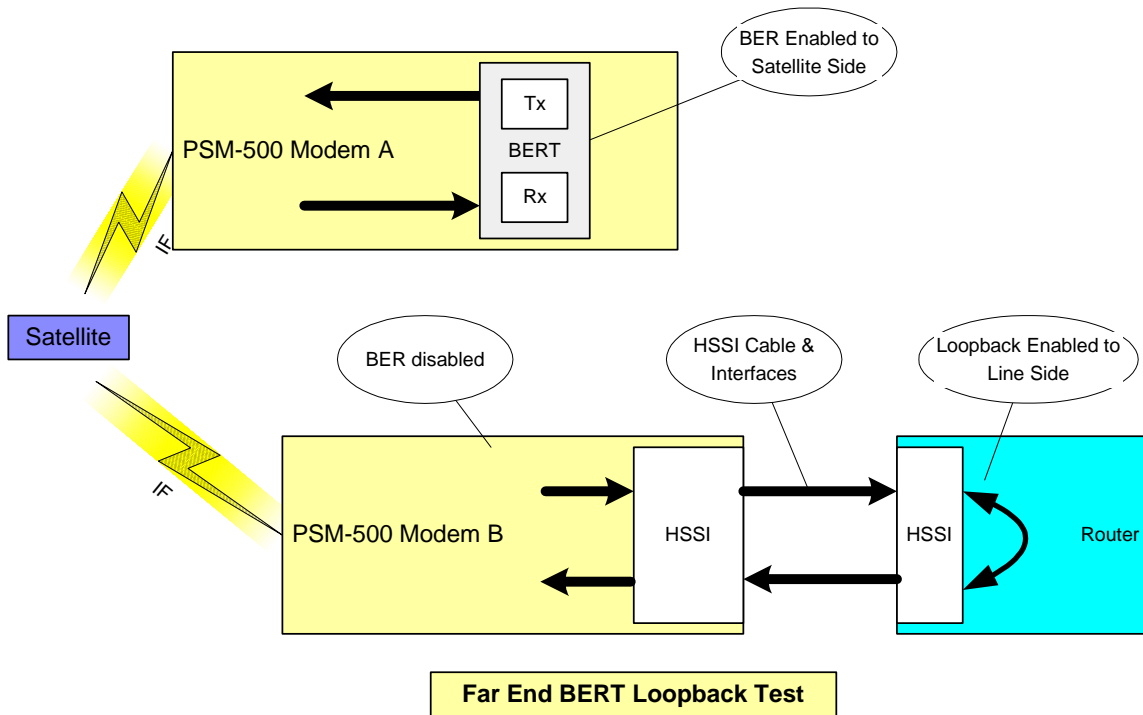 BER Enabled to
Satellite Side
Tx
PSM-500 Modem A
BERT
Rx
IF
Satellite
BER disabled
HSSI Cable &
Interfaces
Loopback Enabled to
Line Side
IF
PSM-500 Modem B
HSSI
HSSI
Router
Far End BERT Loopback Test